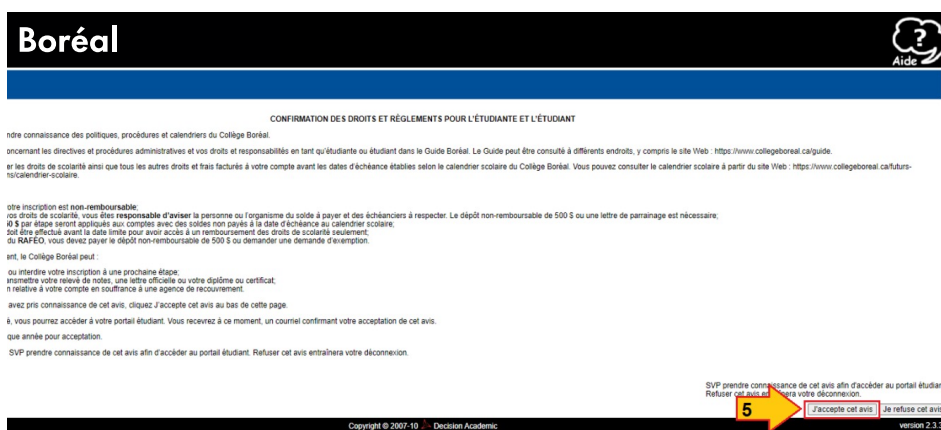 Boréal
Aide
CONFIRMATION DES DROITS ET RÈGLEMENTS POUR L'ÉTUDIANTE ET L'ÉTUDIANT
ndre connaissance des politiques, procédures et calendriers du Collège Boréal.
oncernant les directives et procédures administratives et vos droits et responsabilités en tant qu'étudiante ou étudiant dans le Guide Boréal. Le Guide peut être consulté à différents endroits, y compris le site Web : https://www.collegeboreal.ca/guide.
er les droits de scolarité ainsi que tous les autres droits et frais facturés à votre compte avant les dates d'échéance établies selon le calendrier scolaire du Collège Boréal. Vous pouvez consulter le calendrier scolaire à partir du site Web : https://www.collegeboreal.ca/futurs-
ns/calendrier-scolaire.
otre inscription est non-remboursable;
vos droits de scolarité, vous êtes responsable d'aviser la personne ou l'organisme du solde à payer et des échéanciers à respecter. Le dépôt non-remboursable de 500 $ ou une lettre de parrainage est nécessaire;
0 $ par étape seront appliqués aux comptes avec des soldes non payés à la date d'échéance au calendrier scolaire;
doit être effectué avant la date limite pour avoir accès à un remboursement des droits de scolarité seulement;
du RAFÉO, vous devez payer le dépôt non-remboursable de 500 $ ou demander une demande d'exemption.
ant, le Collège Boréal peut :
ou interdire votre inscription à une prochaine étape;
ansmettre votre relevé de notes, une lettre officielle ou votre diplôme ou certificat;
n relative à votre compte en souffrance à une agence de recouvrement.
avez pris connaissance de cet avis, cliquez J'accepte cet avis au bas de cette page.
é, vous pourrez accéder à votre portail étudiant. Vous recevrez à ce moment, un courriel confirmant votre acceptation de cet avis.
que année pour acceptation.
SVP prendre connaissance de cet avis afin d'accéder au portail étudiant. Refuser cet avis entraînera votre déconnexion.
SVP prendre connaissance de cet avis afin d'accéder au portail étudian
Refuser cet avis votre déconnexion.
5
J'accepte cet avis
Je refuse cet avis
Copyright © 2007-10 Decision Academic
version 2.3.3